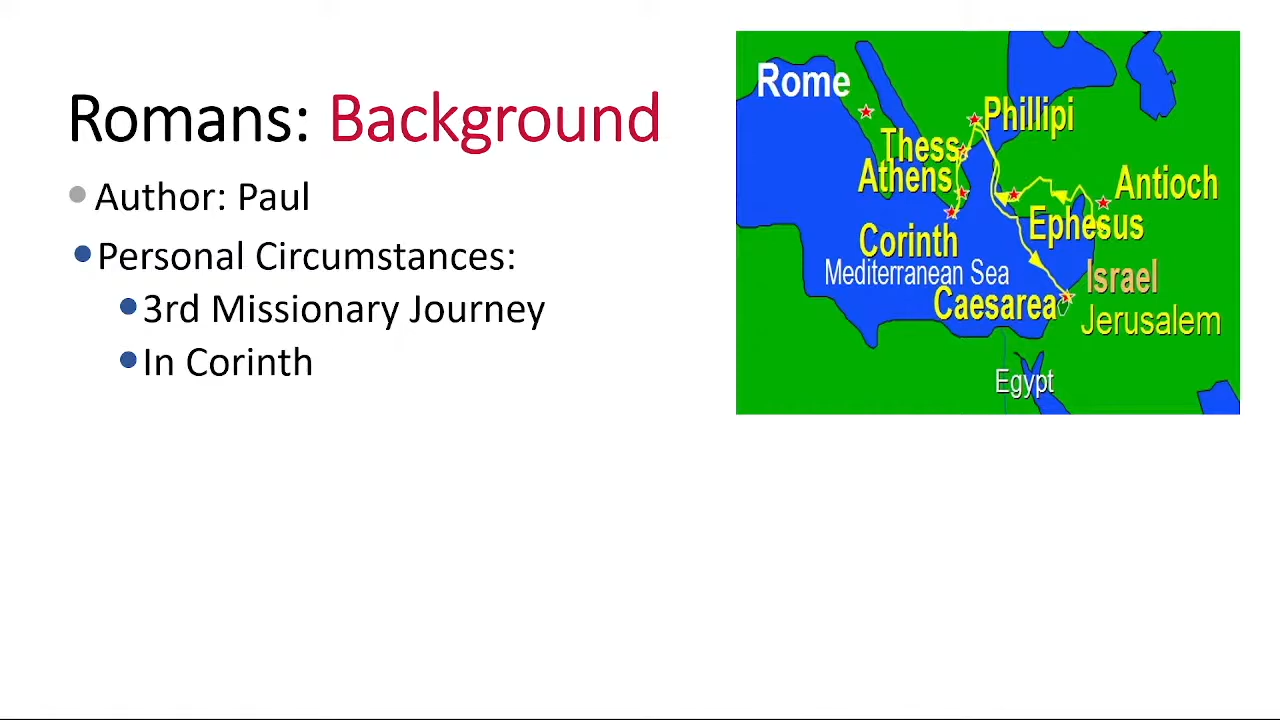 Romans: Background
Author: Paul
Personal Circumstances:
3rd Missionary Journey
In Corinth
Rome
Phillipi
Thess
Athens
Antioch
Ephesus
Corinth
Mediterranean Sea
Israel
Caesarea
Jerusalem
Egypt